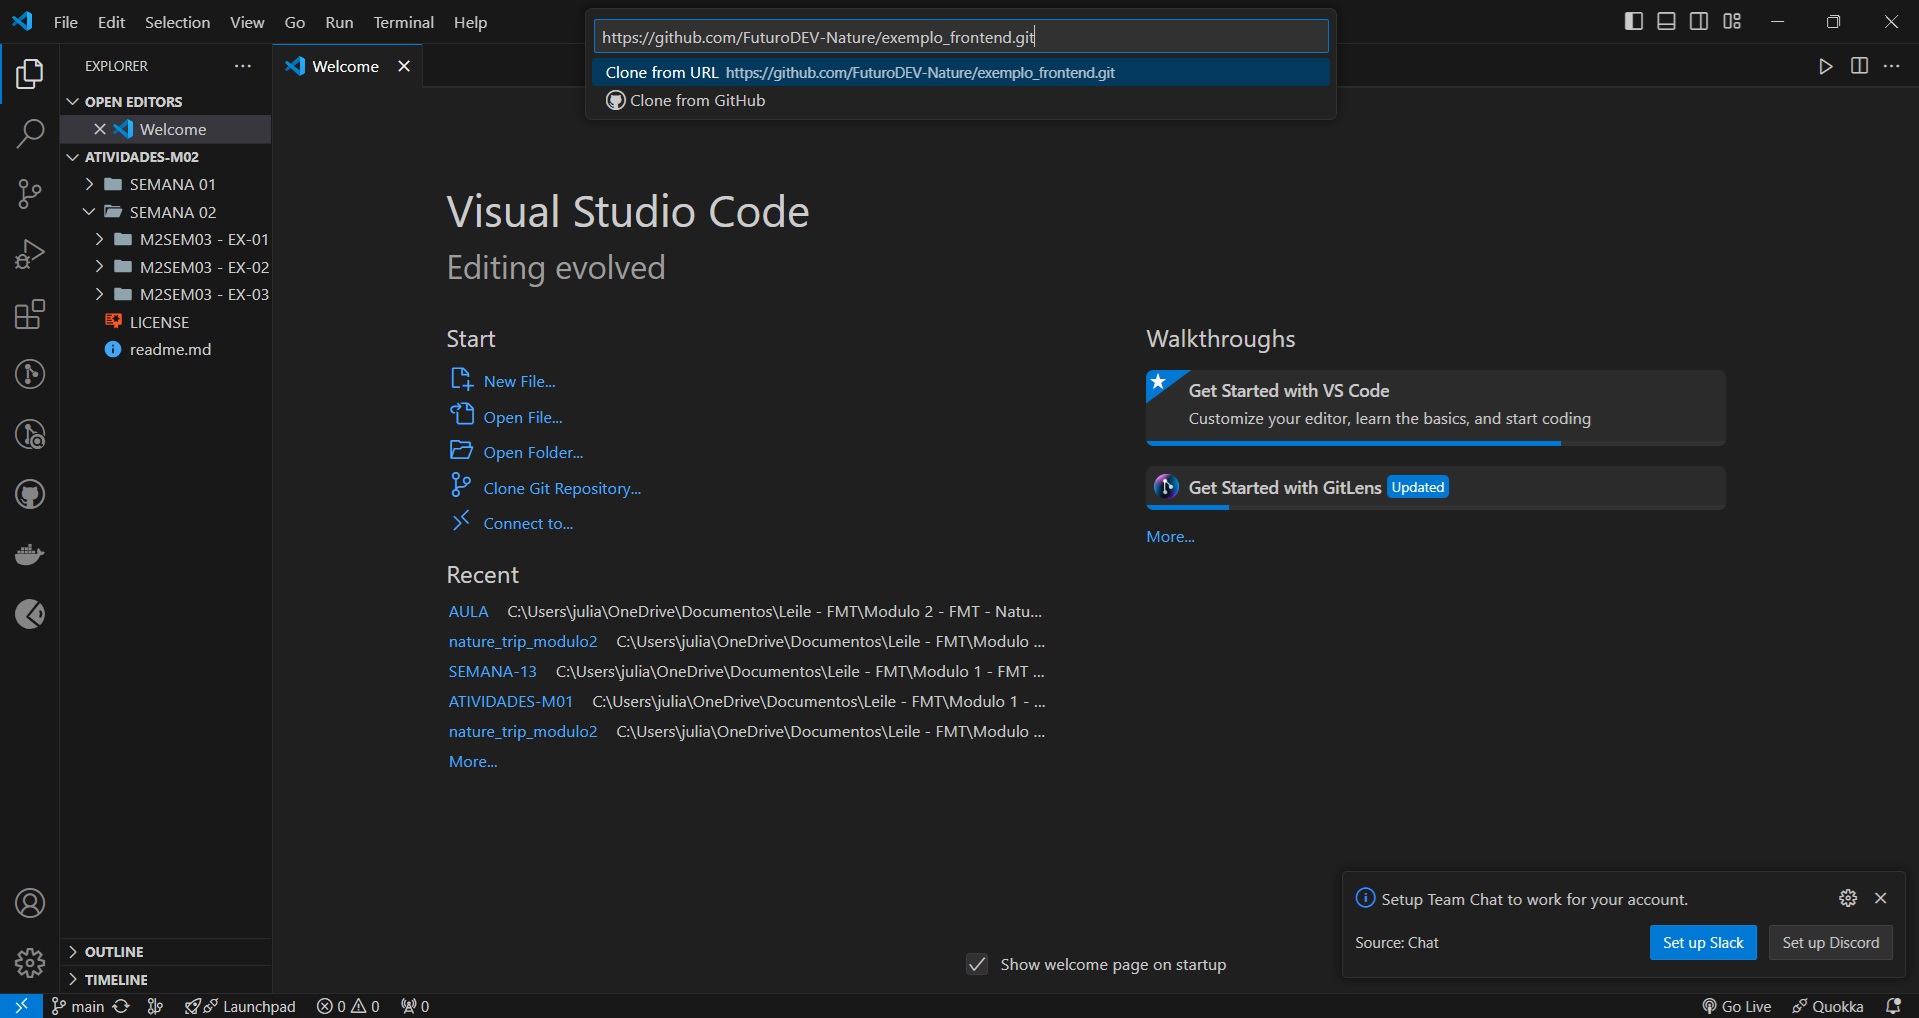 File Edit Selection View Go Run Terminal Help
https://github.com/FuturoDEV-Nature/exemplo_frontend.git
Clone from URL https://github.com/FuturoDEV-Nature/exemplo_frontend.git
Clone from GitHub
EXPLORER
Welcome
OPEN EDITORS
Welcome
ATIVIDADES-M02
SEMANA 01
SEMANA 02
M2SEM03 - EX-01
M2SEM03 - EX-02
M2SEM03 - EX-03
LICENSE
readme.md
OUTLINE
TIMELINE
Visual Studio Code
Editing evolved
Start
New File...
Open File...
Open Folder...
Clone Git Repository...
Connect to...
Recent
AULA C:\Users\julia\OneDrive\Documentos\Leile - FMT\Modulo 2 - FMT - Natu...
nature_trip_modulo2 C:\Users\julia\OneDrive\Documentos\Leile - FMT\Modulo ...
SEMANA-13 C:\Users\julia\OneDrive\Documentos\Leile - FMT\Modulo 1 - FMT ...
ATIVIDADES-M01 C:\Users\julia\OneDrive\Documentos\Leile - FMT\Modulo 1 - ...
nature_trip_modulo2 C:\Users\julia\OneDrive\Documentos\Leile - FMT\Modulo ...
More...
Walkthroughs
Get Started with VS Code
Customize your editor, learn the basics, and start coding
Get Started with GitLens Updated
More...
Show welcome page on startup
Setup Team Chat to work for your account.
Source: Chat
Set up Slack
Set up Discord
main Launchpad 0 0 0 Go Live Quokka